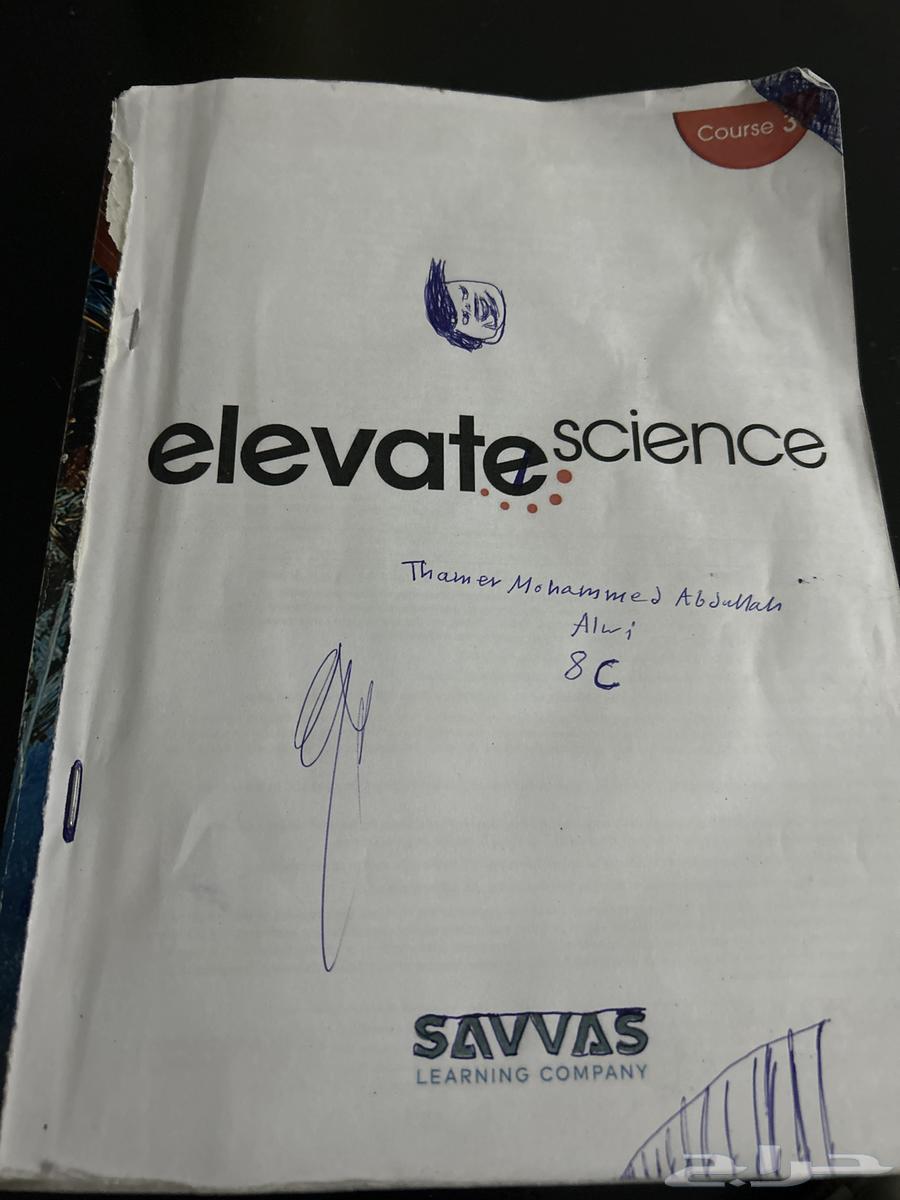 Course 3
elevate science
Thamer Mohammed Abdullah
Alwi
8C
SAVVAS
LEARNING COMPANY
حراج